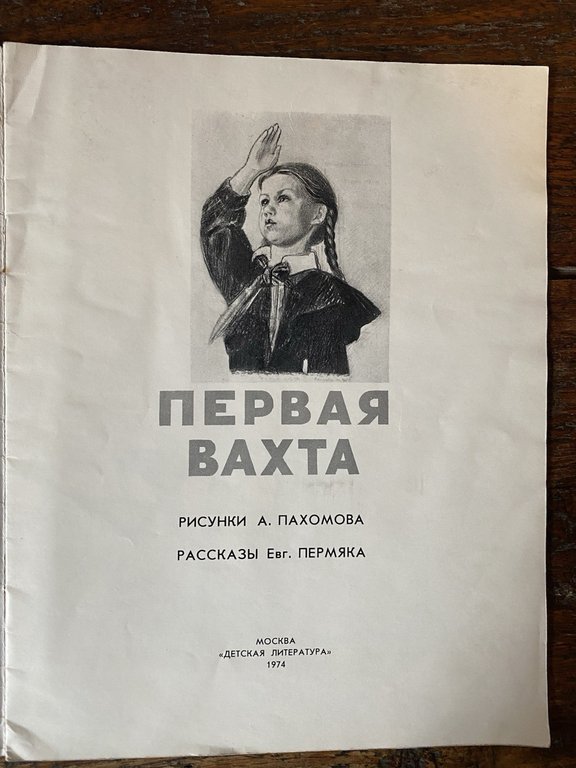 ПЕРВАЯ
ВАХТА
РИСУНКИ А. ПАХОМОВА
РАССКАЗЫ Евг. ПЕРМЯКА
МОСКВА
«ДЕТСКАЯ ЛИТЕРАТУРА»
1974